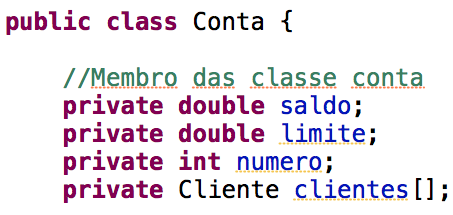 public class Conta {
//Membro das classe conta
private double saldo;
private double limite;
private int numero;
private Cliente clientes[];